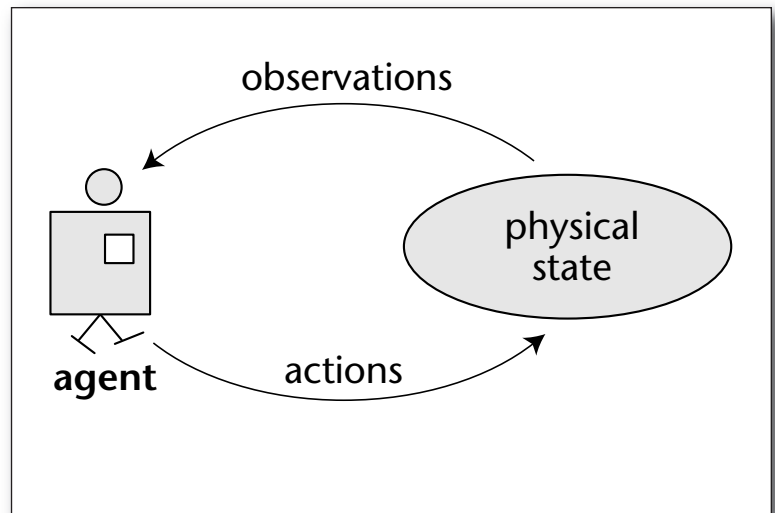 observations
physical
state
actions
agent